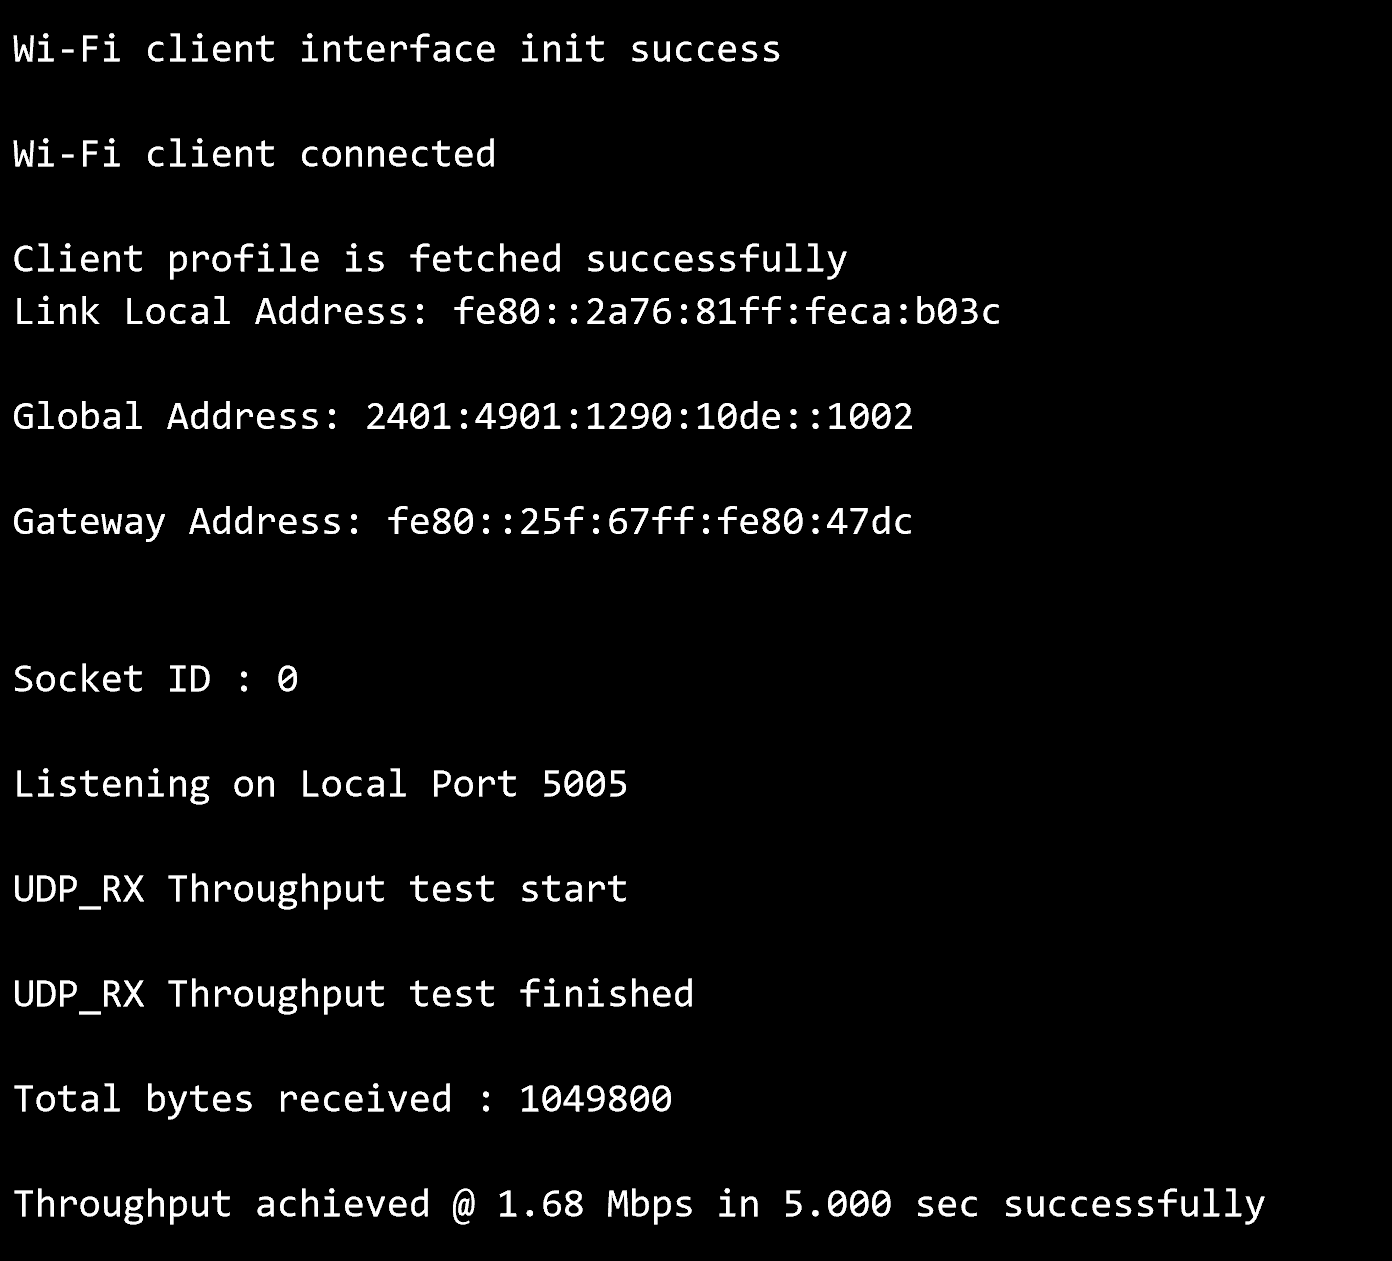 Wi-Fi client interface init success
Wi-Fi client connected
Client profile is fetched successfully
Link Local Address: fe80::2a76:81ff:feca:b03c
Global Address: 2401:4901:1290:10de::1002
Gateway Address: fe80::25f:67ff:fe80:47dc
Socket ID : 0
Listening on Local Port 5005
UDP_RX Throughput test start
UDP_RX Throughput test finished
Total bytes received : 1049800
Throughput achieved @ 1.68 Mbps in 5.000 sec successfully